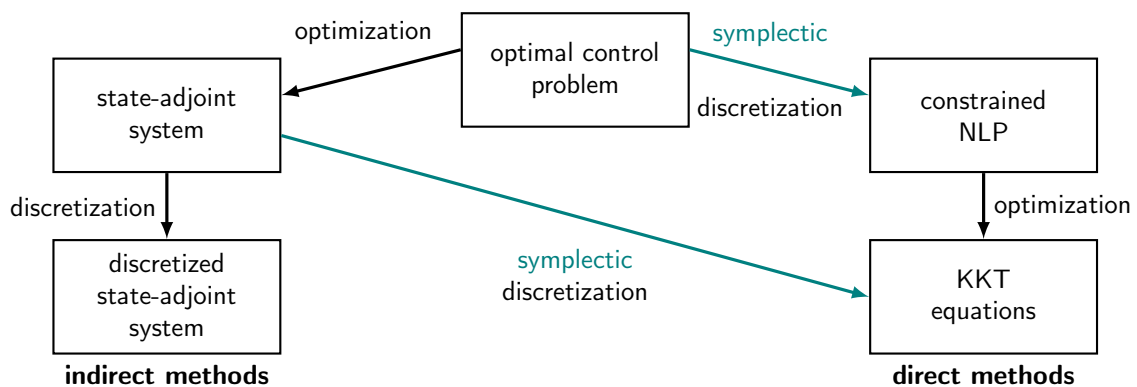 optimization
optimal control
problem
symplectic
discretization
state-adjoint
system
constrained
NLP
discretization
optimization
discretized
state-adjoint
system
symplectic
discretization
KKT
equations
indirect methods
direct methods